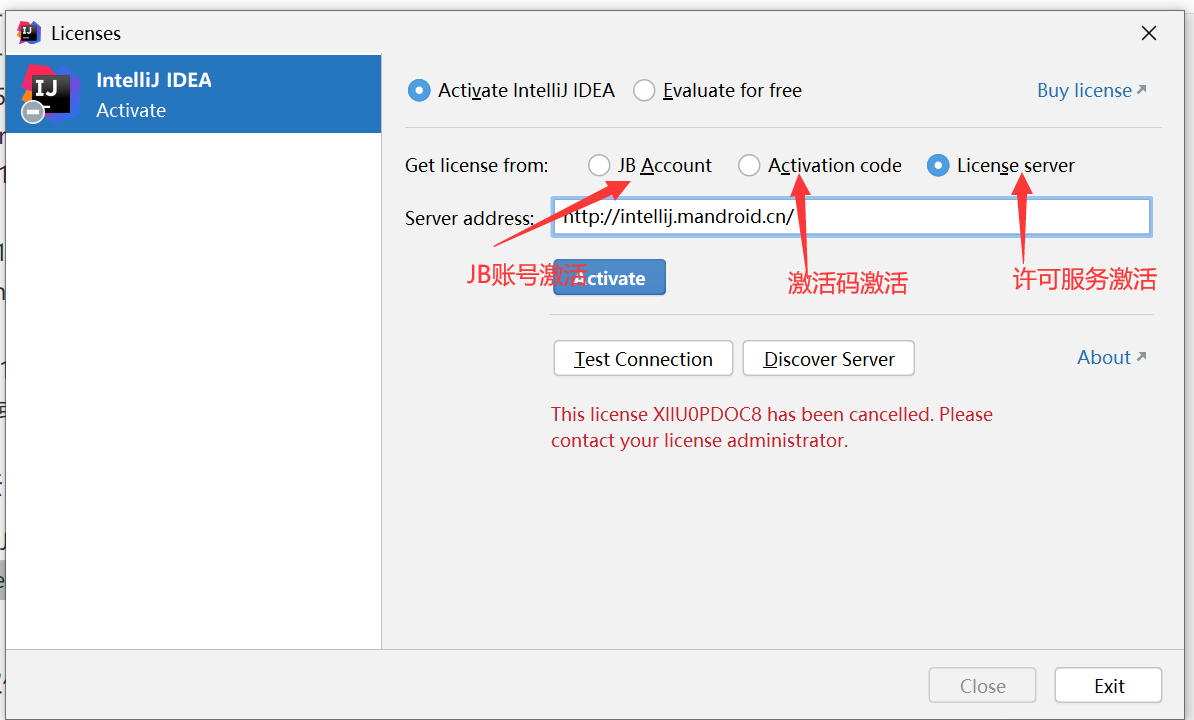 Licenses
IntelliJ IDEA
Activate
Activate IntelliJ IDEA Evaluate for free Buy license
Get license from: JB Account Activation code License server
Server address: http://intellij.mandroid.cn/
JB账号激活 Activate 激活码激活 许可服务激活
Test Connection Discover Server About
This license XIIU0PDOC8 has been cancelled. Please
contact your license administrator.
Close Exit